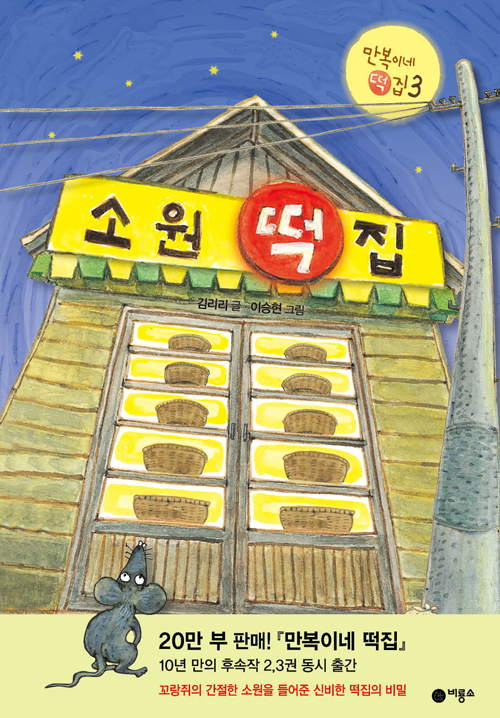 만복이네
떡집3
소원 떡 집
김리리 글·이승현 그림
20만 부 판매! 『만복이네 떡집』
10년 만의 후속작 2,3권 동시 출간
꼬랑쥐의 간절한 소원을 들어준 신비한 떡집의 비밀
비룡소